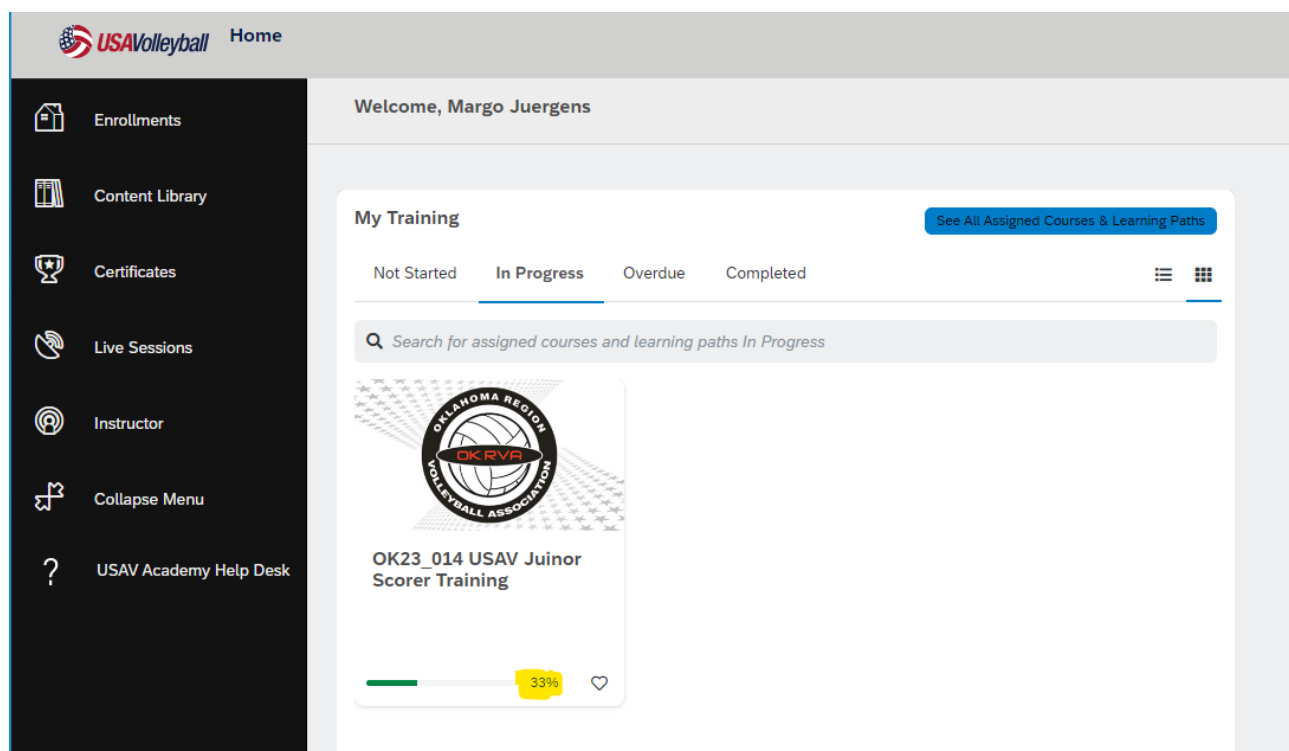 USAVolleyball
Home
Enrollments
Content Library
Certificates
Live Sessions
Instructor
Collapse Menu
USAV Academy Help Desk
Welcome, Margo Juergens
My Training
See All Assigned Courses & Learning Paths
Not Started In Progress Overdue Completed
Search for assigned courses and learning paths In Progress
OKLAHOMA REGION
OKRVA
VOLLEYBALL ASSOCIATION
OK23_014 USAV Juinor
Scorer Training
33%